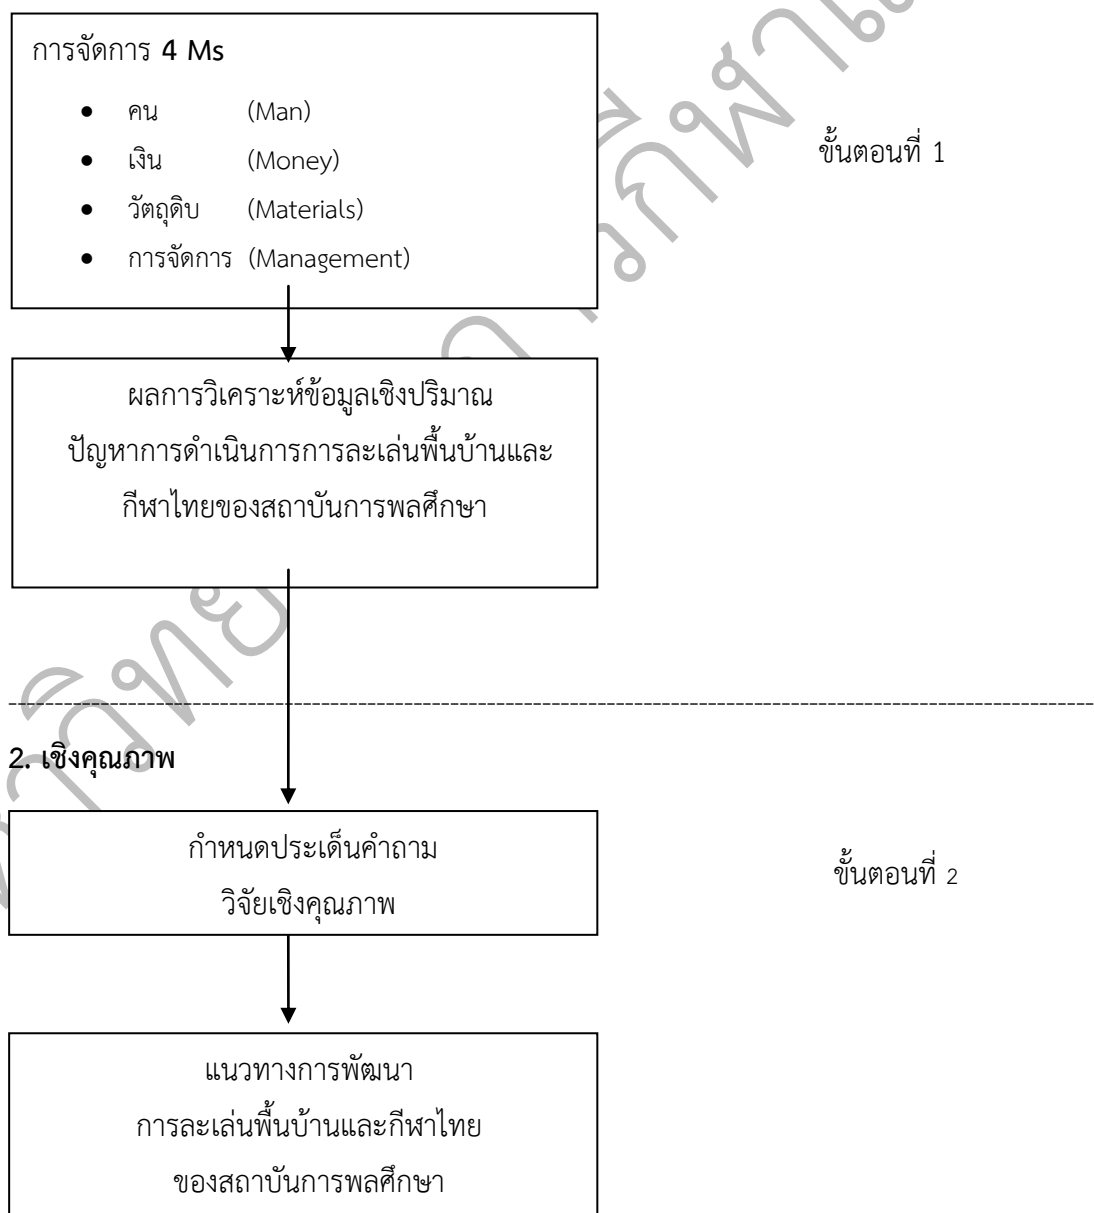 การจัดการ 4 Ms
• คน (Man)
• เงิน (Money)
• วัตถุดิบ (Materials)
• การจัดการ (Management)
ขั้นตอนที่ 1
ผลการวิเคราะห์ข้อมูลเชิงปริมาณ
ปัญหาการดำเนินการการละเล่นพื้นบ้านและ
กีฬาไทยของสถาบันการพลศึกษา
2. เชิงคุณภาพ
กำหนดประเด็นคำถาม
วิจัยเชิงคุณภาพ
ขั้นตอนที่ 2
แนวทางการพัฒนา
การละเล่นพื้นบ้านและกีฬาไทย
ของสถาบันการพลศึกษา